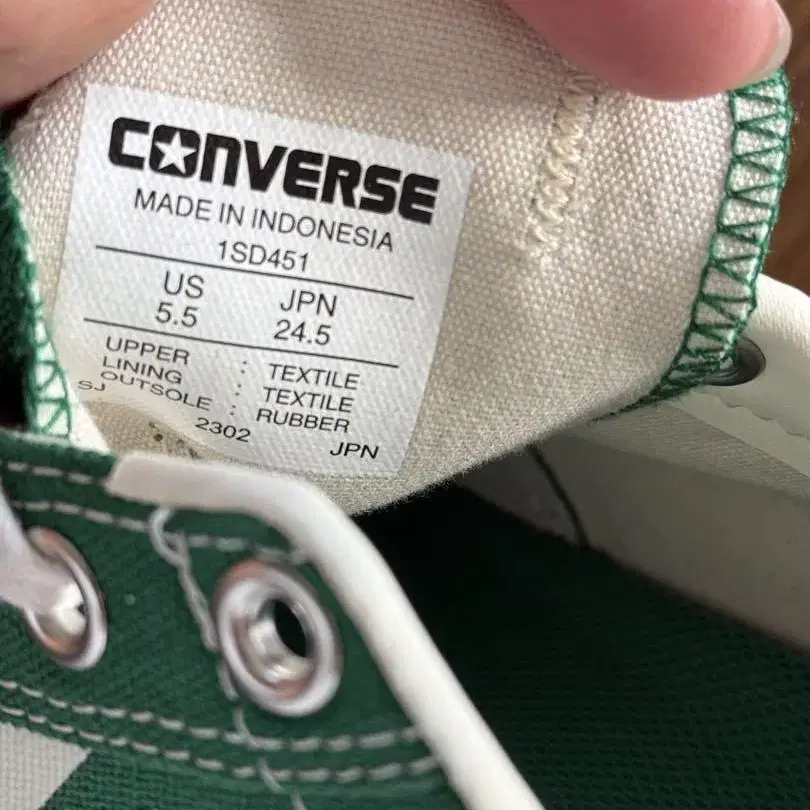 CONVERSE
MADE IN INDONESIA
1SD451
US JPN
5.5 24.5
UPPER : TEXTILE
LINING : TEXTILE
OUTSOLE : RUBBER
SJ 2302 JPN